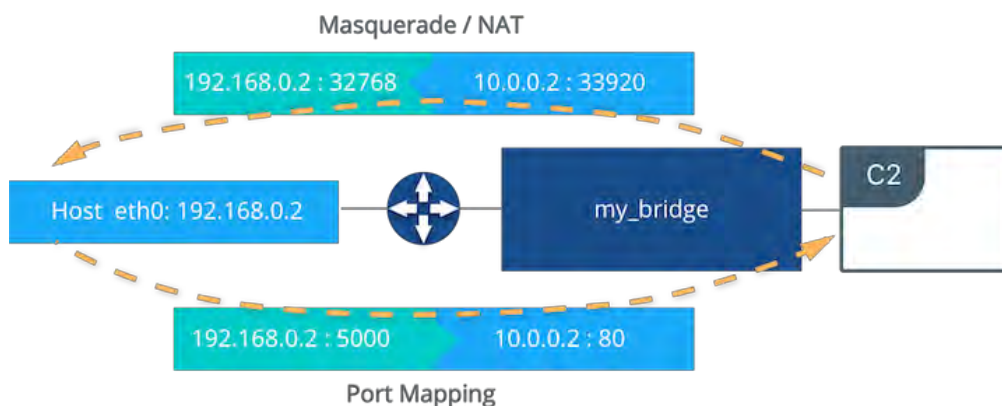 Masquerade / NAT
192.168.0.2 : 32768 10.0.0.2 : 33920
C2
Host eth0: 192.168.0.2 my_bridge
192.168.0.2 : 5000 10.0.0.2 : 80
Port Mapping